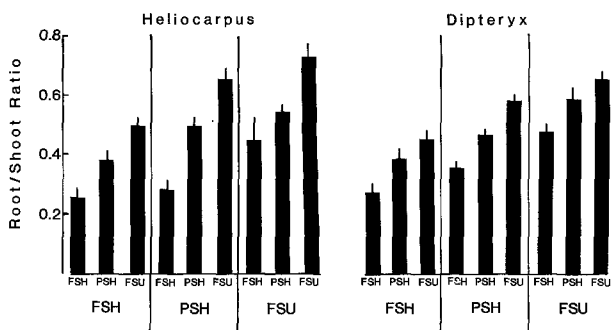 Heliocarpus Dipteryx
Root/Shoot Ratio
0.8
0.6
0.4
0.2
FSH PSH FSU FSH PSH FSU FSH PSH FSU FSH PSH FSU FSH PSH FSU FSH PSH FSU
FSH PSH FSU FSH PSH FSU